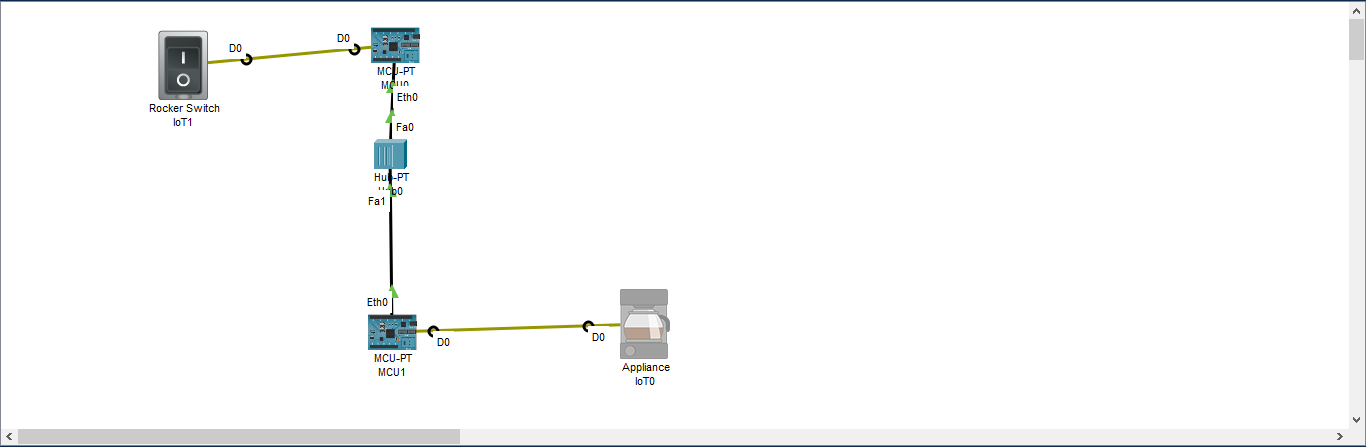 D0
D0
MCU-PT
MCU0
Eth0
Rocker Switch
IoT1
Fa0
Hub-PT
Hub0
Fa1
Eth0
D0
D0
MCU-PT
MCU1
Appliance
IoT0